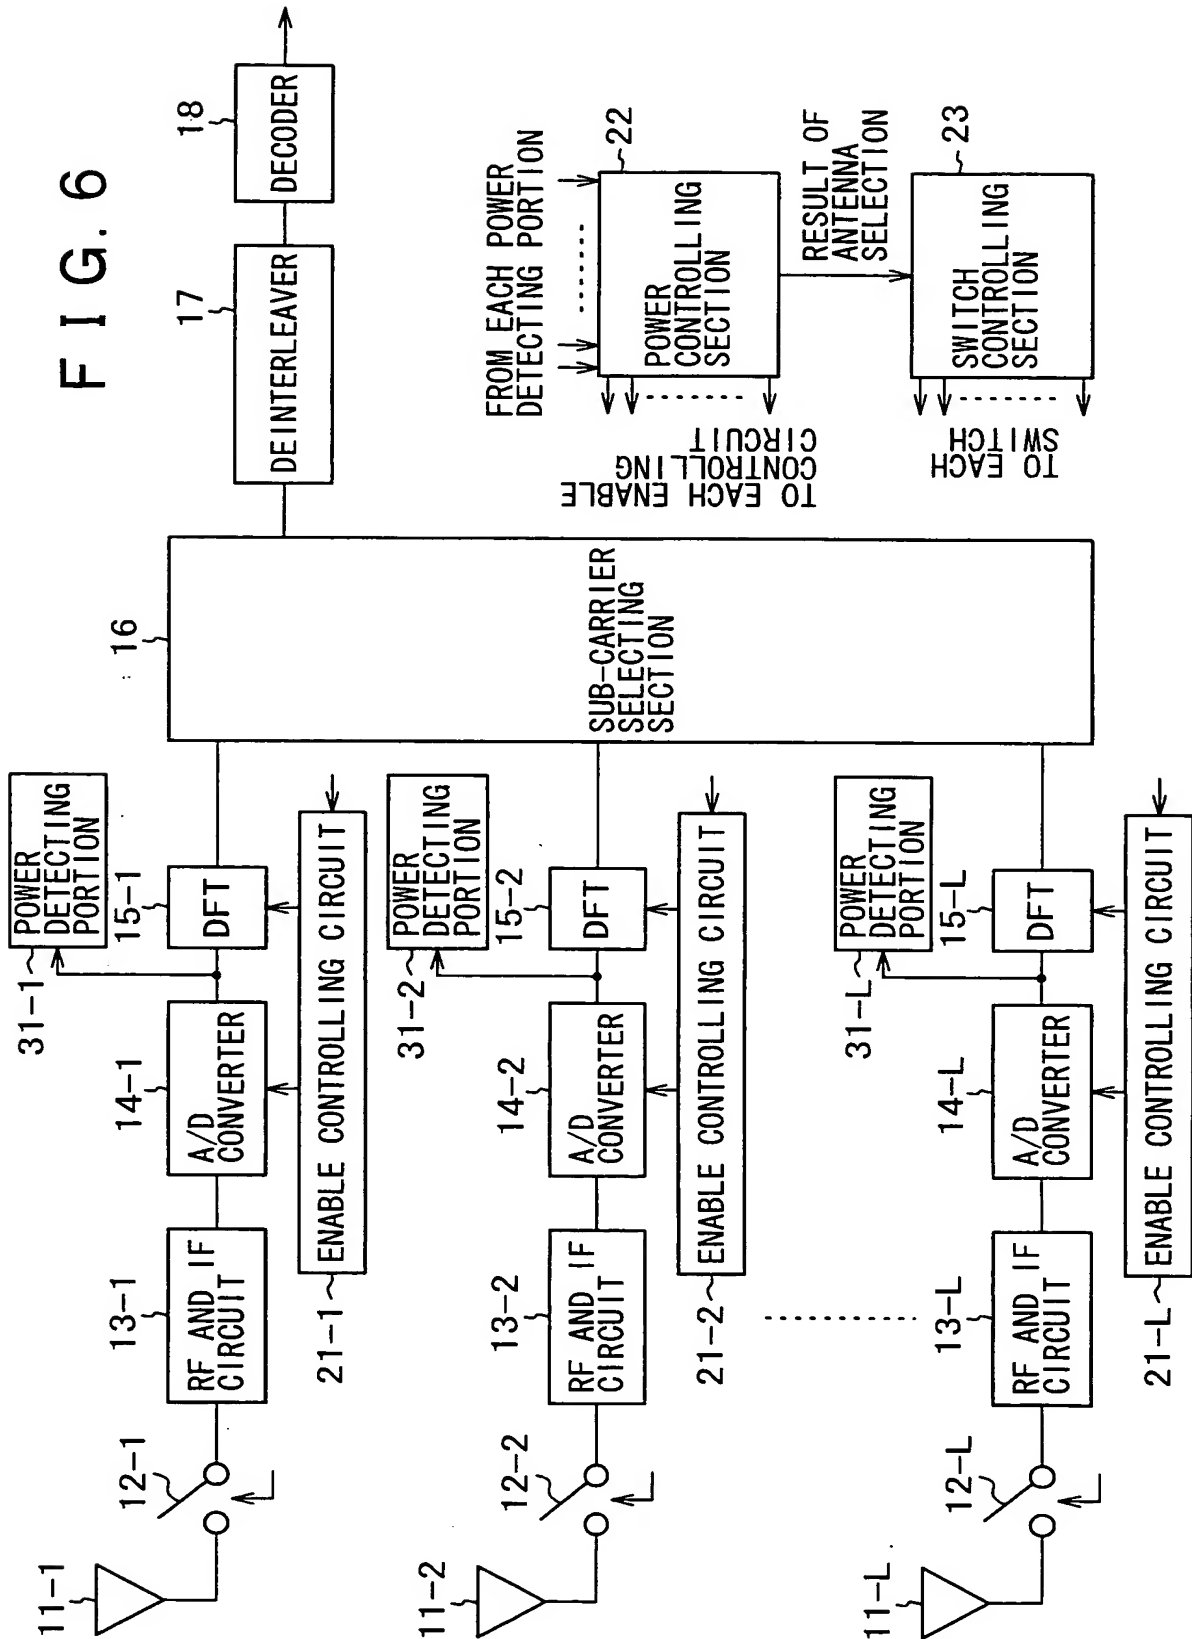 F I G. 6
11-1
12-1
13-1
RF AND IF
CIRCUIT
14-1
A/D
CONVERTER
31-1
POWER
DETECTING
PORTION
15-1
DFT
21-1
ENABLE CONTROLLING CIRCUIT
11-2
12-2
13-2
RF AND IF
CIRCUIT
14-2
A/D
CONVERTER
31-2
POWER
DETECTING
PORTION
15-2
DFT
21-2
ENABLE CONTROLLING CIRCUIT
11-L
12-L
13-L
RF AND IF
CIRCUIT
14-L
A/D
CONVERTER
31-L
POWER
DETECTING
PORTION
15-L
DFT
21-L
ENABLE CONTROLLING CIRCUIT
16
SUB-CARRIER
SELECTING
SECTION
17
DEINTERLEAVER
18
DECODER
FROM EACH POWER
DETECTING PORTION
22
POWER
CONTROLLING
SECTION
TO EACH ENABLE
CONTROLLING
CIRCUIT
RESULT OF
ANTENNA
SELECTION
23
SWITCH
CONTROLLING
SECTION
TO EACH
SWITCH